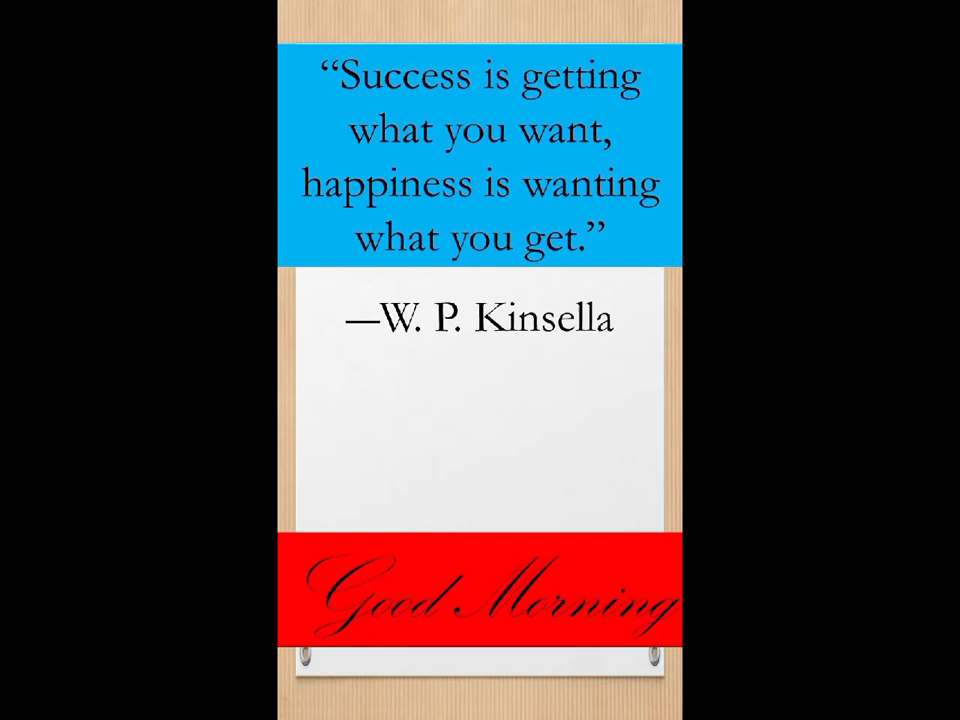 “Success is getting
what you want,
happiness is wanting
what you get.”
—W. P. Kinsella
Good Morning